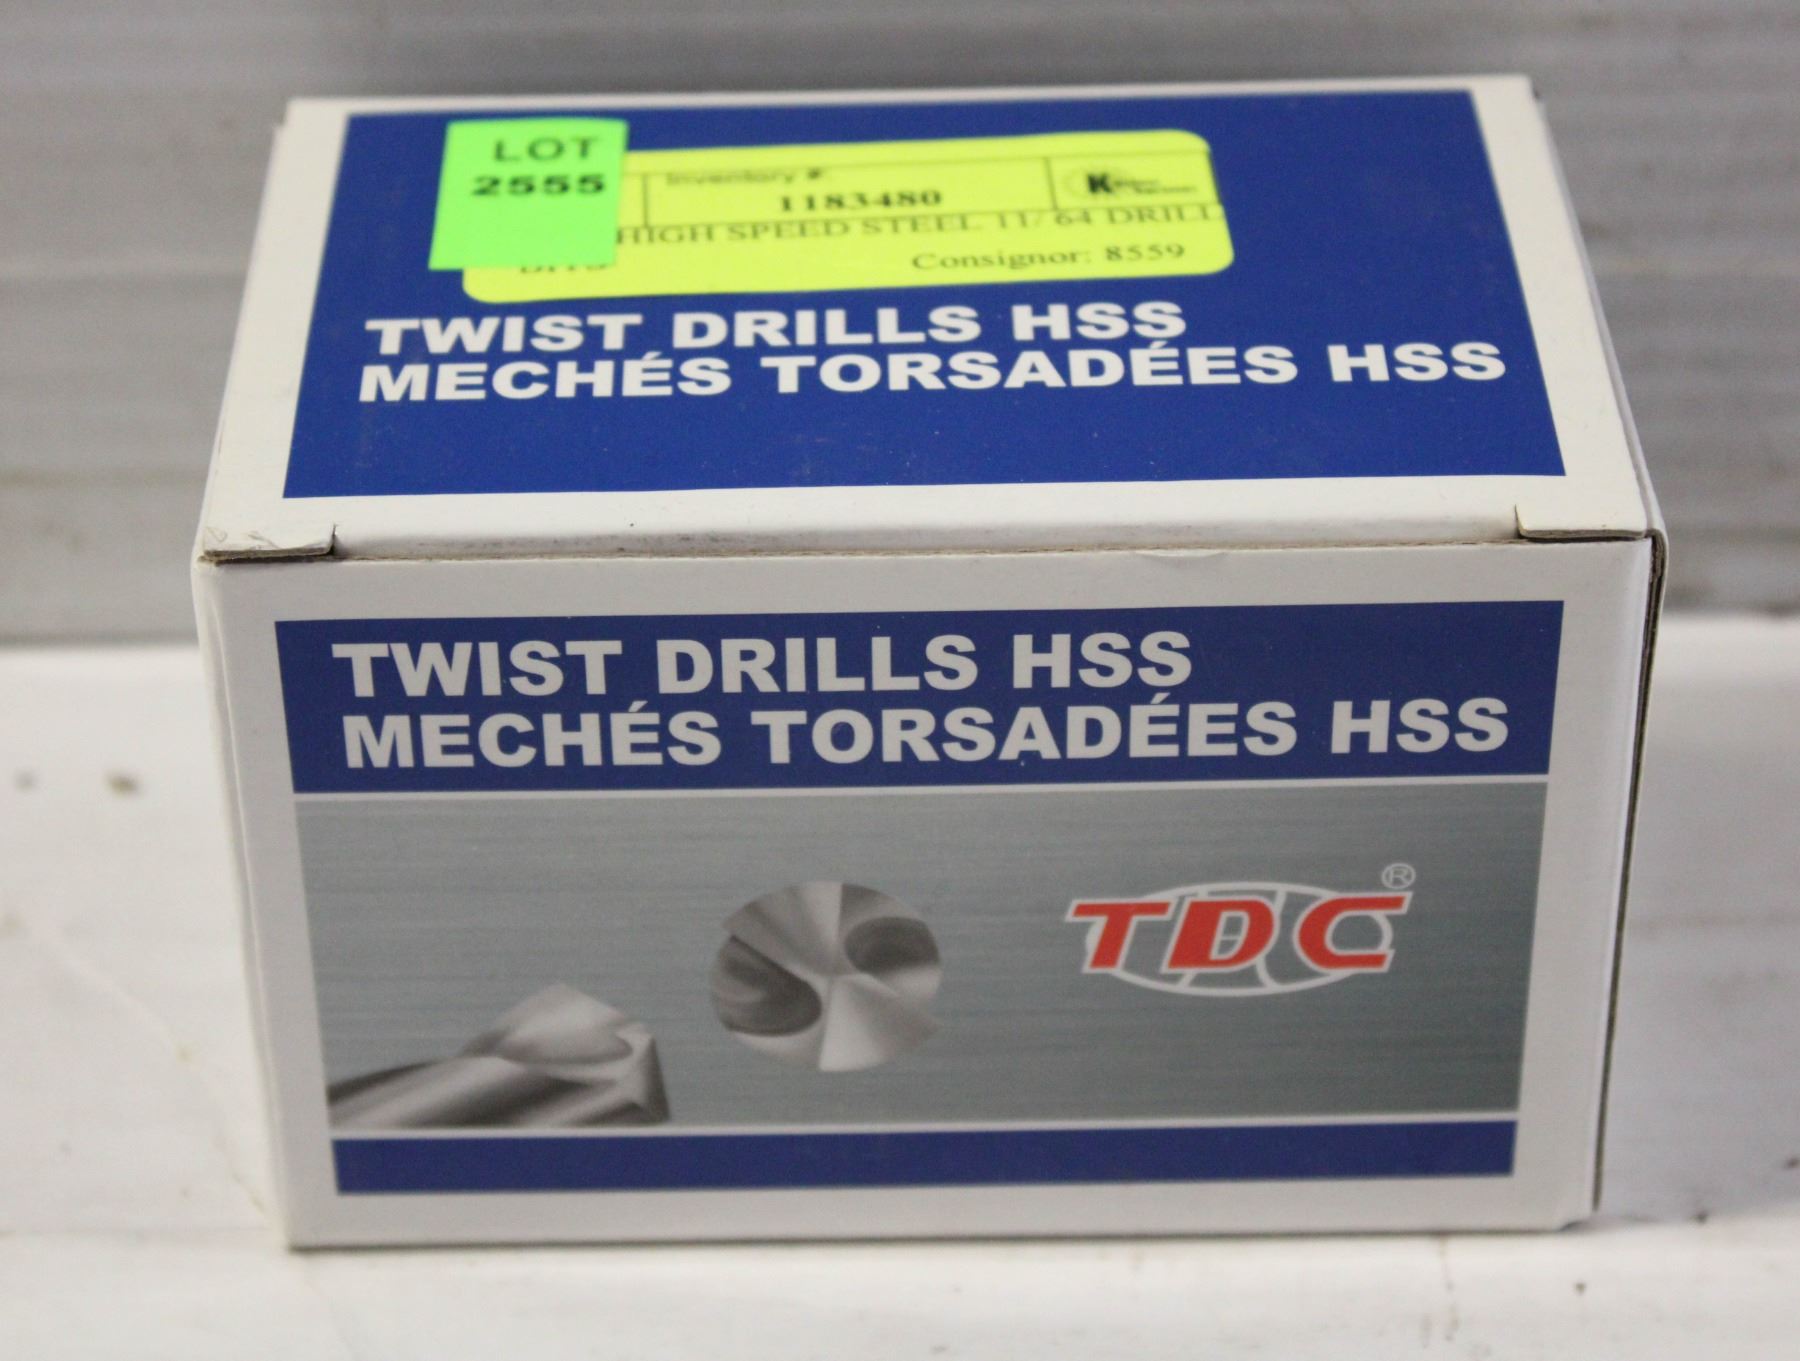 LOT
2555
Inventory #:
1183480
K
HIGH SPEED STEEL 11/ 64 DRILL
Consignor: 8559
TWIST DRILLS HSS
MECHÉS TORSADÉES HSS
TWIST DRILLS HSS
MECHÉS TORSADÉES HSS
TDC®